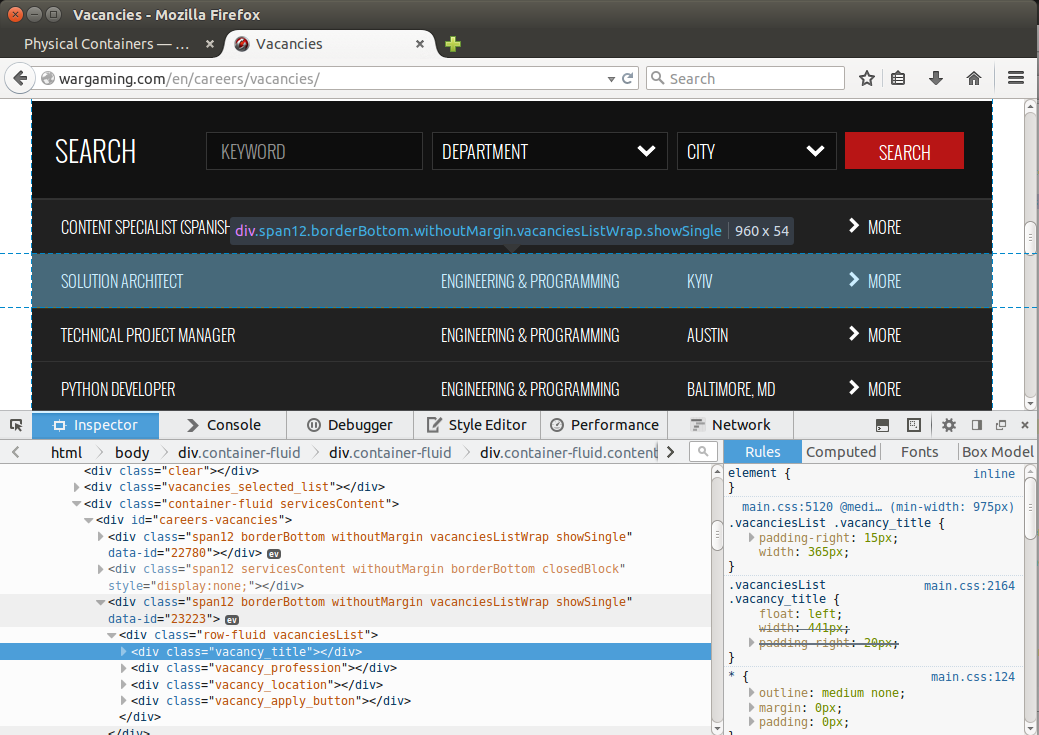 Vacancies - Mozilla Firefox
Physical Containers — ...
Vacancies
wargaming.com/en/careers/vacancies/
Search
SEARCH
KEYWORD
DEPARTMENT
CITY
SEARCH
CONTENT SPECIALIST (SPANISH
MORE
div.span12.borderBottom.withoutMargin.vacanciesListWrap.showSingle | 960 x 54
SOLUTION ARCHITECT ENGINEERING & PROGRAMMING KYIV MORE
TECHNICAL PROJECT MANAGER ENGINEERING & PROGRAMMING AUSTIN MORE
PYTHON DEVELOPER ENGINEERING & PROGRAMMING BALTIMORE, MD MORE
Inspector Console Debugger Style Editor Performance Network
html body div.container-fluid div.container-fluid div.container-fluid.content
Rules Computed Fonts Box Model
<div class="clear"></div>
<div class="vacancies_selected_list"></div>
<div class="container-fluid servicesContent">
<div id="careers-vacancies">
<div class="span12 borderBottom withoutMargin vacanciesListWrap showSingle"
data-id="22780"></div> ev
<div class="span12 servicesContent withoutMargin borderBottom closedBlock"
style="display:none;"></div>
<div class="span12 borderBottom withoutMargin vacanciesListWrap showSingle"
data-id="23223"> ev
<div class="row-fluid vacanciesList">
<div class="vacancy_title"></div>
<div class="vacancy_profession"></div>
<div class="vacancy_location"></div>
<div class="vacancy_apply_button"></div>
</div>
</div>
element { inline
}
main.css:5120 @medi... (min-width: 975px)
.vacanciesList .vacancy_title {
padding-right: 15px;
width: 365px;
}
.vacanciesList main.css:2164
.vacancy_title {
float: left;
width: 441px;
padding-right: 20px;
}
* { main.css:124
outline: medium none;
margin: 0px;
padding: 0px;
}